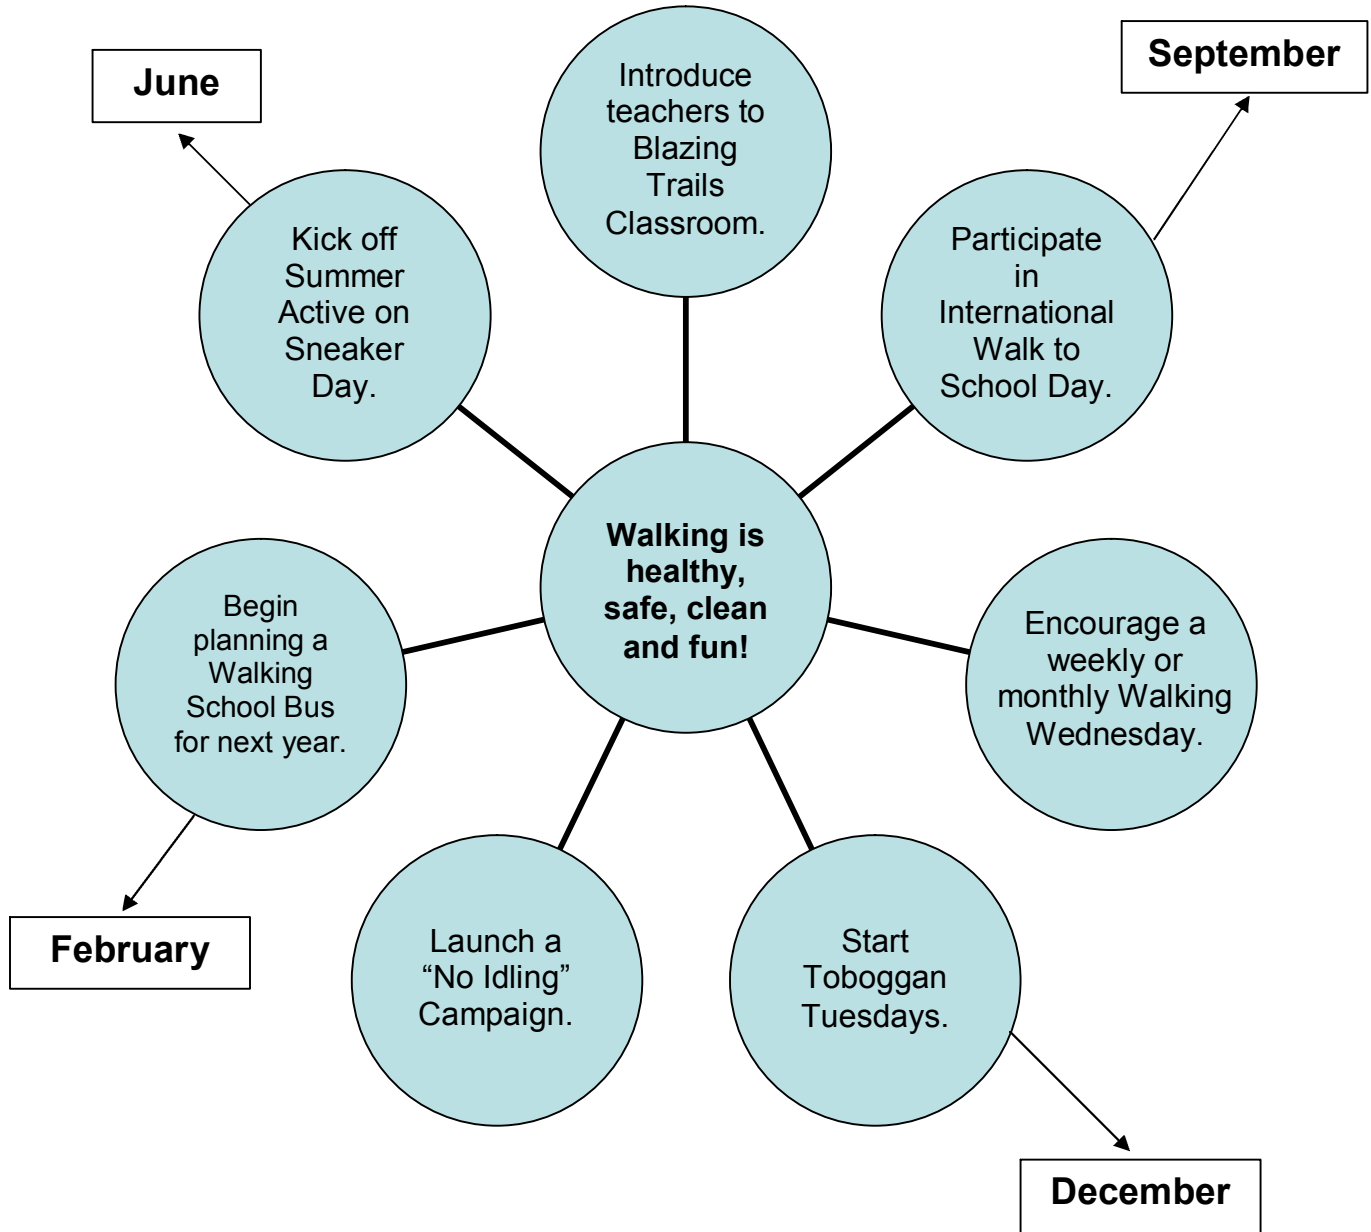 June
September
Introduce
teachers to
Blazing
Trails
Classroom.
Kick off
Summer
Active on
Sneaker
Day.
Participate
in
International
Walk to
School Day.
Walking is
healthy,
safe, clean
and fun!
Begin
planning a
Walking
School Bus
for next year.
Encourage a
weekly or
monthly Walking
Wednesday.
February
Launch a
“No Idling”
Campaign.
Start
Toboggan
Tuesdays.
December